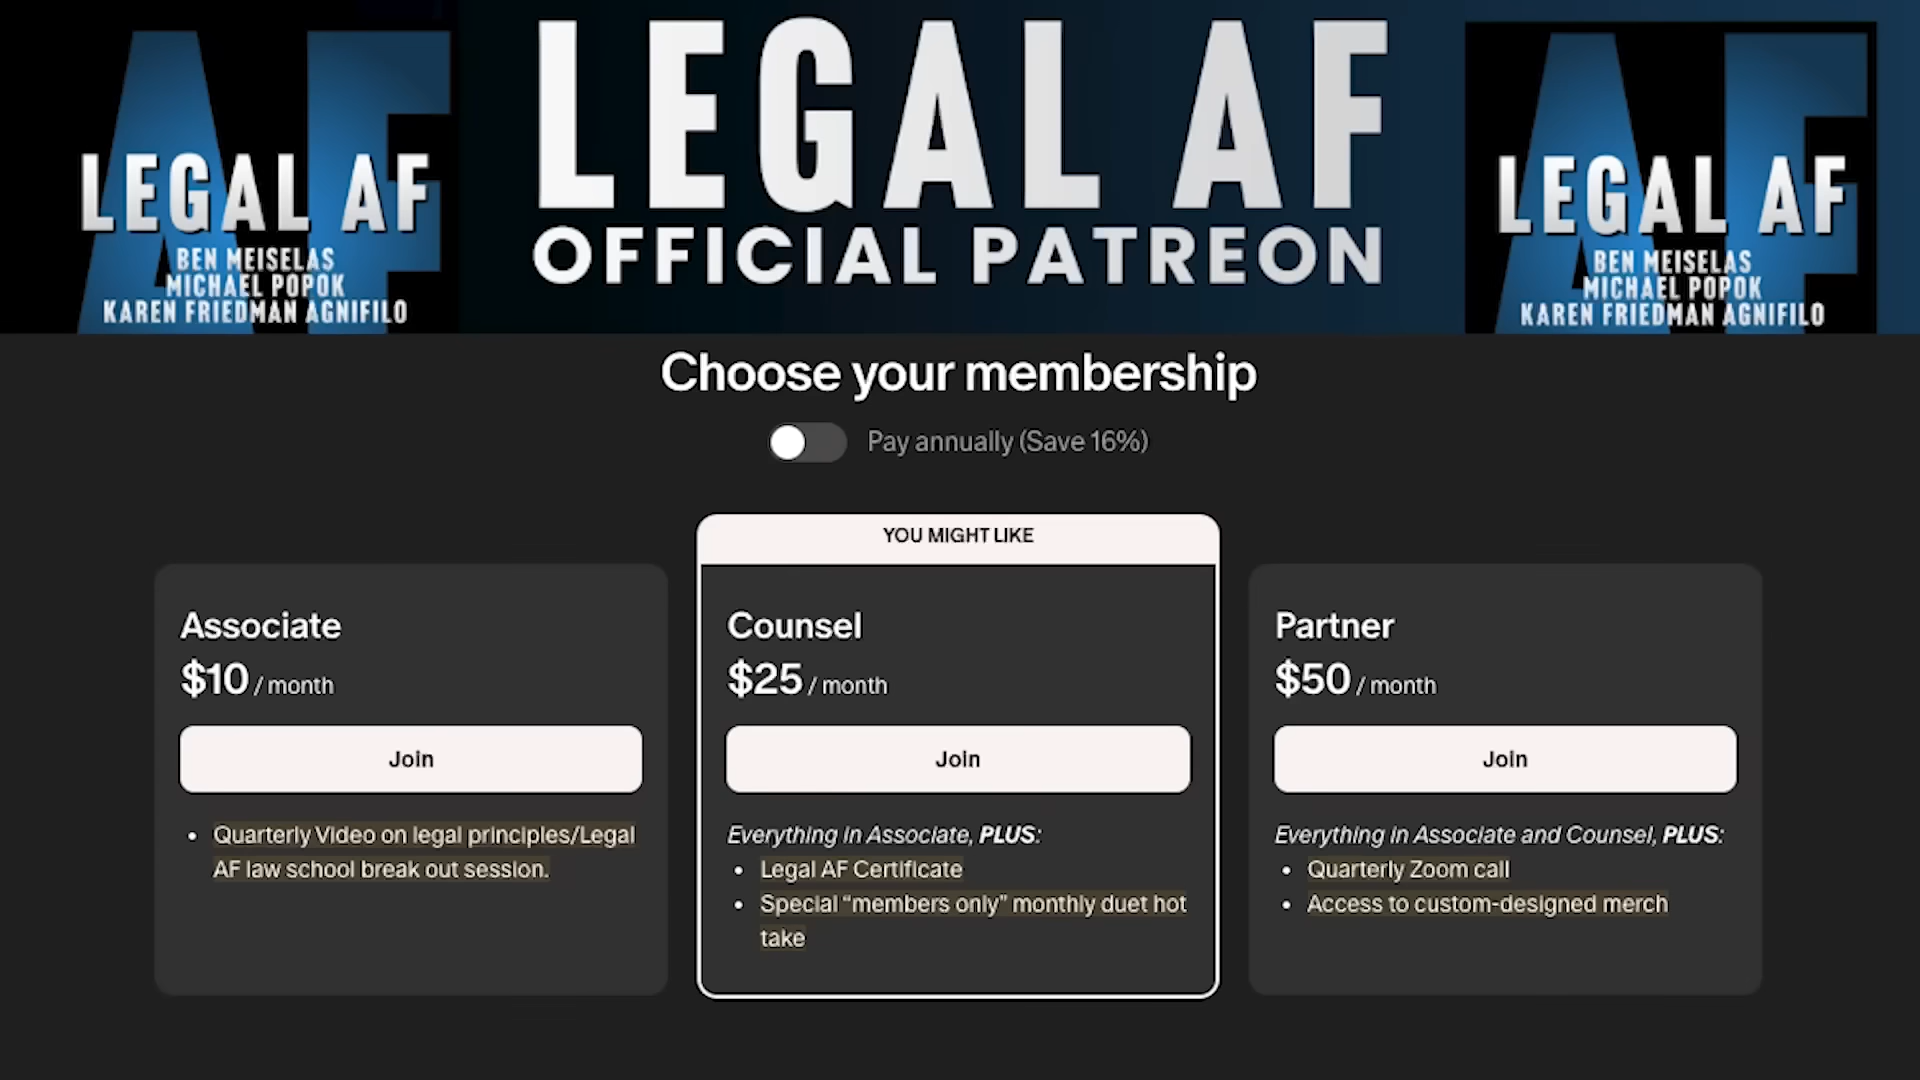 LEGAL AF
BEN MEISELAS
MICHAEL POPOK
KAREN FRIEDMAN AGNIFILO
LEGAL AF
OFFICIAL PATREON
LEGAL AF
BEN MEISELAS
MICHAEL POPOK
KAREN FRIEDMAN AGNIFILO
Choose your membership
Pay annually (Save 16%)
YOU MIGHT LIKE
Associate
$10 / month
Join
• Quarterly Video on legal principles/Legal
AF law school break out session.
Counsel
$25 / month
Join
Everything in Associate, PLUS:
• Legal AF Certificate
• Special “members only” monthly duet hot
take
Partner
$50 / month
Join
Everything in Associate and Counsel, PLUS:
• Quarterly Zoom call
• Access to custom-designed merch